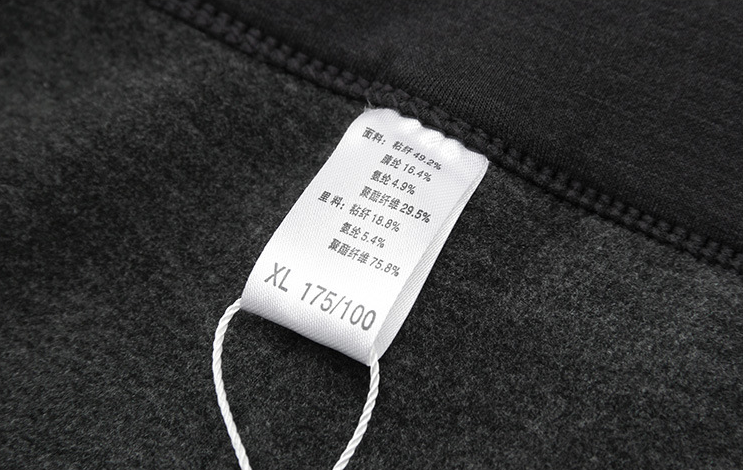 面料：粘纤 49.2%
腈纶 16.4%
氨纶 4.9%
聚酯纤维 29.5%
里 料：粘纤 18.8%
氨纶 5.4%
聚酯纤维 75.8%
XL 175/100